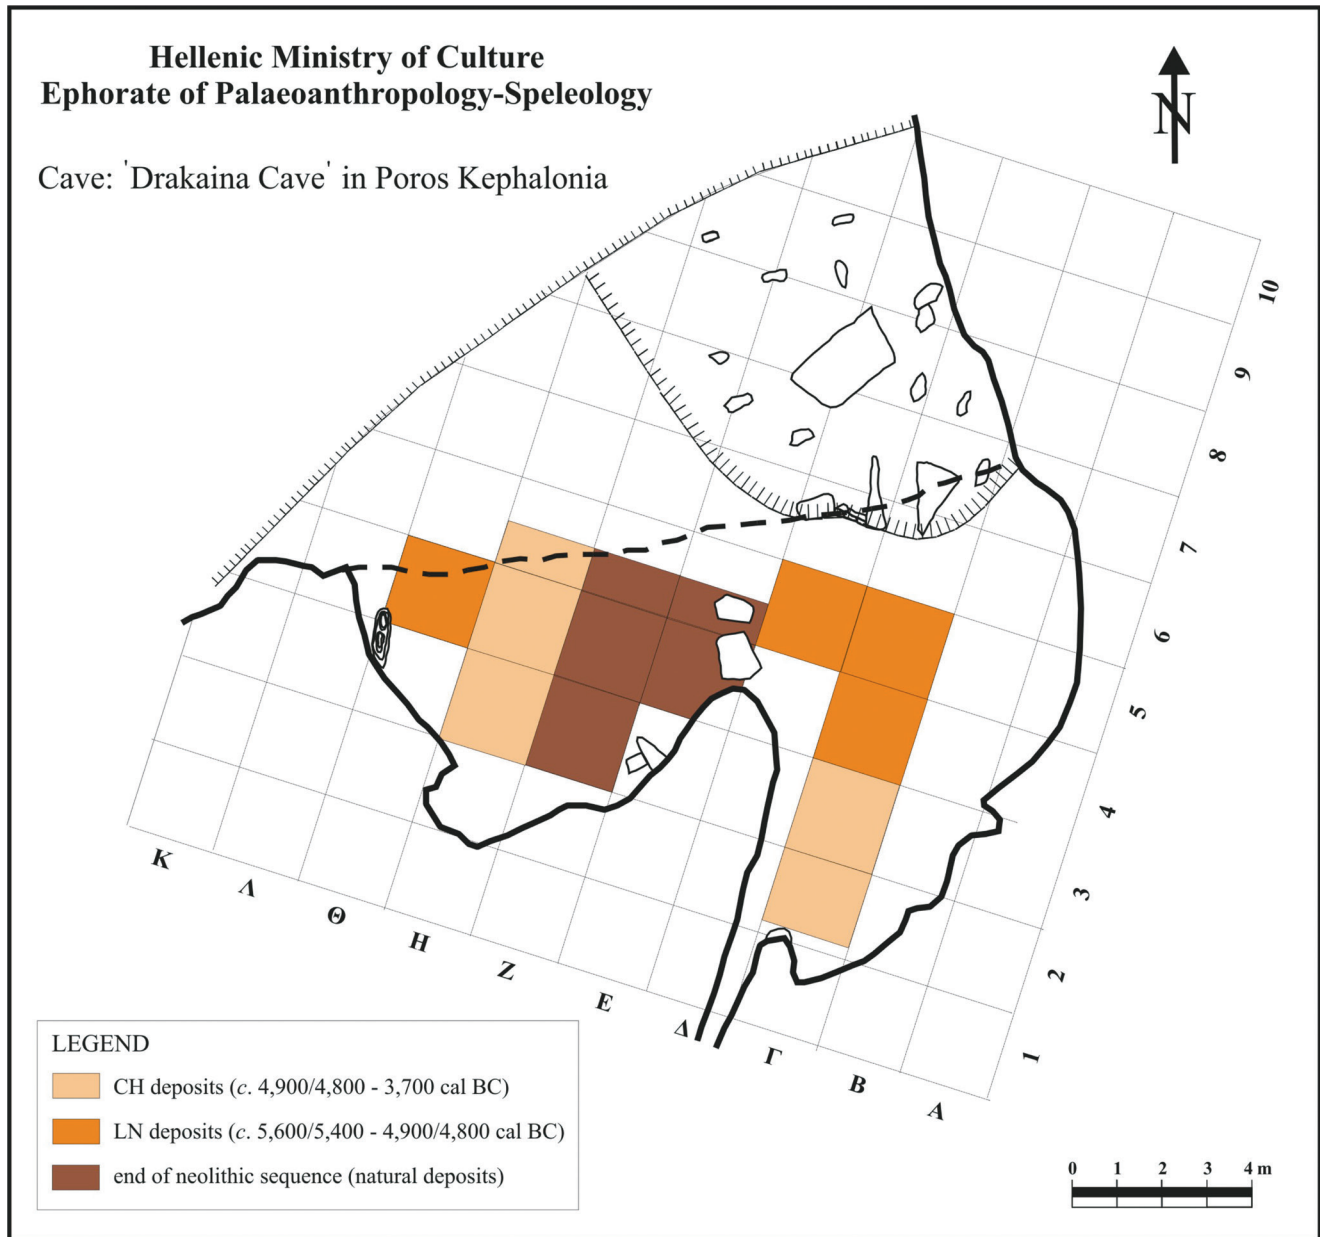 Hellenic Ministry of Culture
Ephorate of Palaeoanthropology-Speleology
Cave: 'Drakaina Cave' in Poros Kephalonia
N
10
9
8
7
6
5
4
3
2
1
Κ
Λ
Θ
Η
Ζ
Ε
Δ
Γ
Β
Α
LEGEND
CH deposits (c. 4,900/4,800 - 3,700 cal BC)
LN deposits (c. 5,600/5,400 - 4,900/4,800 cal BC)
end of neolithic sequence (natural deposits)
0 1 2 3 4 m